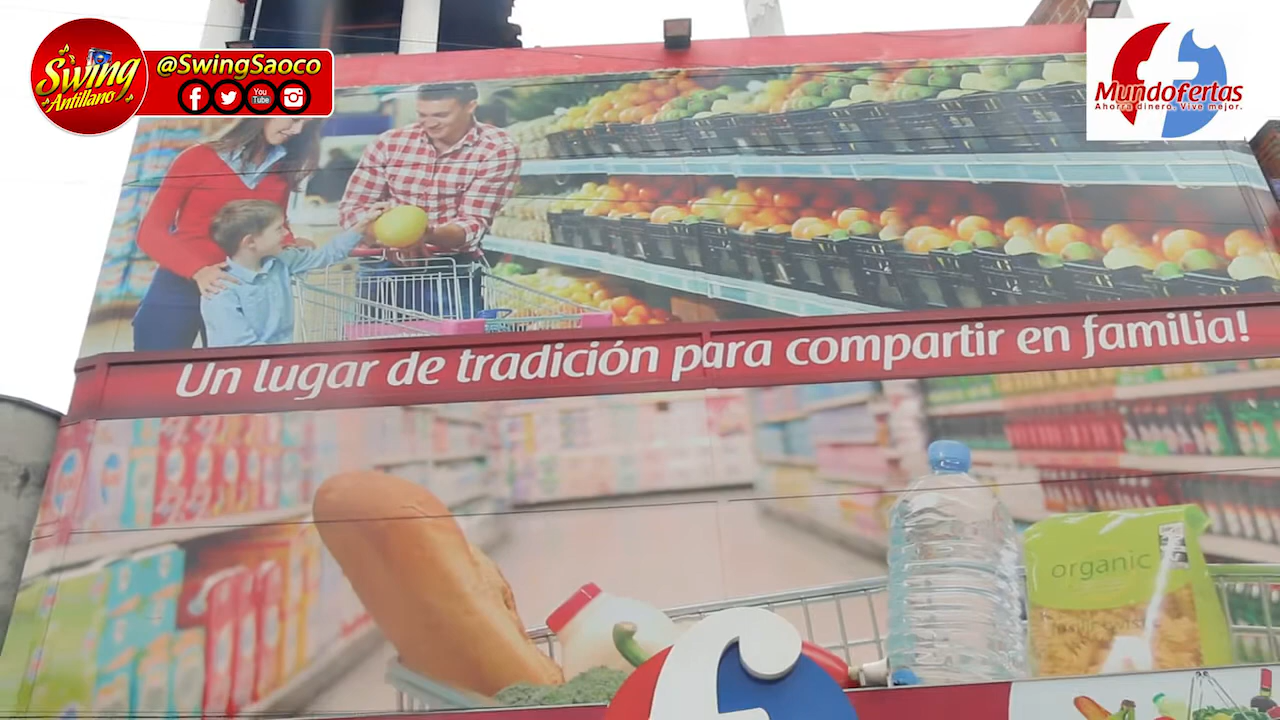 Swing
Antillano
@SwingSaoco
You
Tube
Mundofertas
Ahorra dinero. Vive mejor.
Un lugar de tradición para compartir en familia!
organic